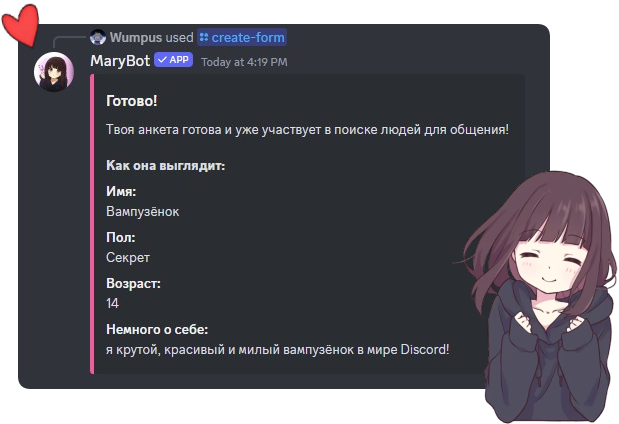 Wumpus used create-form
MaryBot ✓ APP Today at 4:19 PM
Готово!
Твоя анкета готова и уже участвует в поиске людей для общения!
Как она выглядит:
Имя:
Вампузёнок
Пол:
Секрет
Возраст:
14
Немного о себе:
я крутой, красивый и милый вампузёнок в мире Discord!